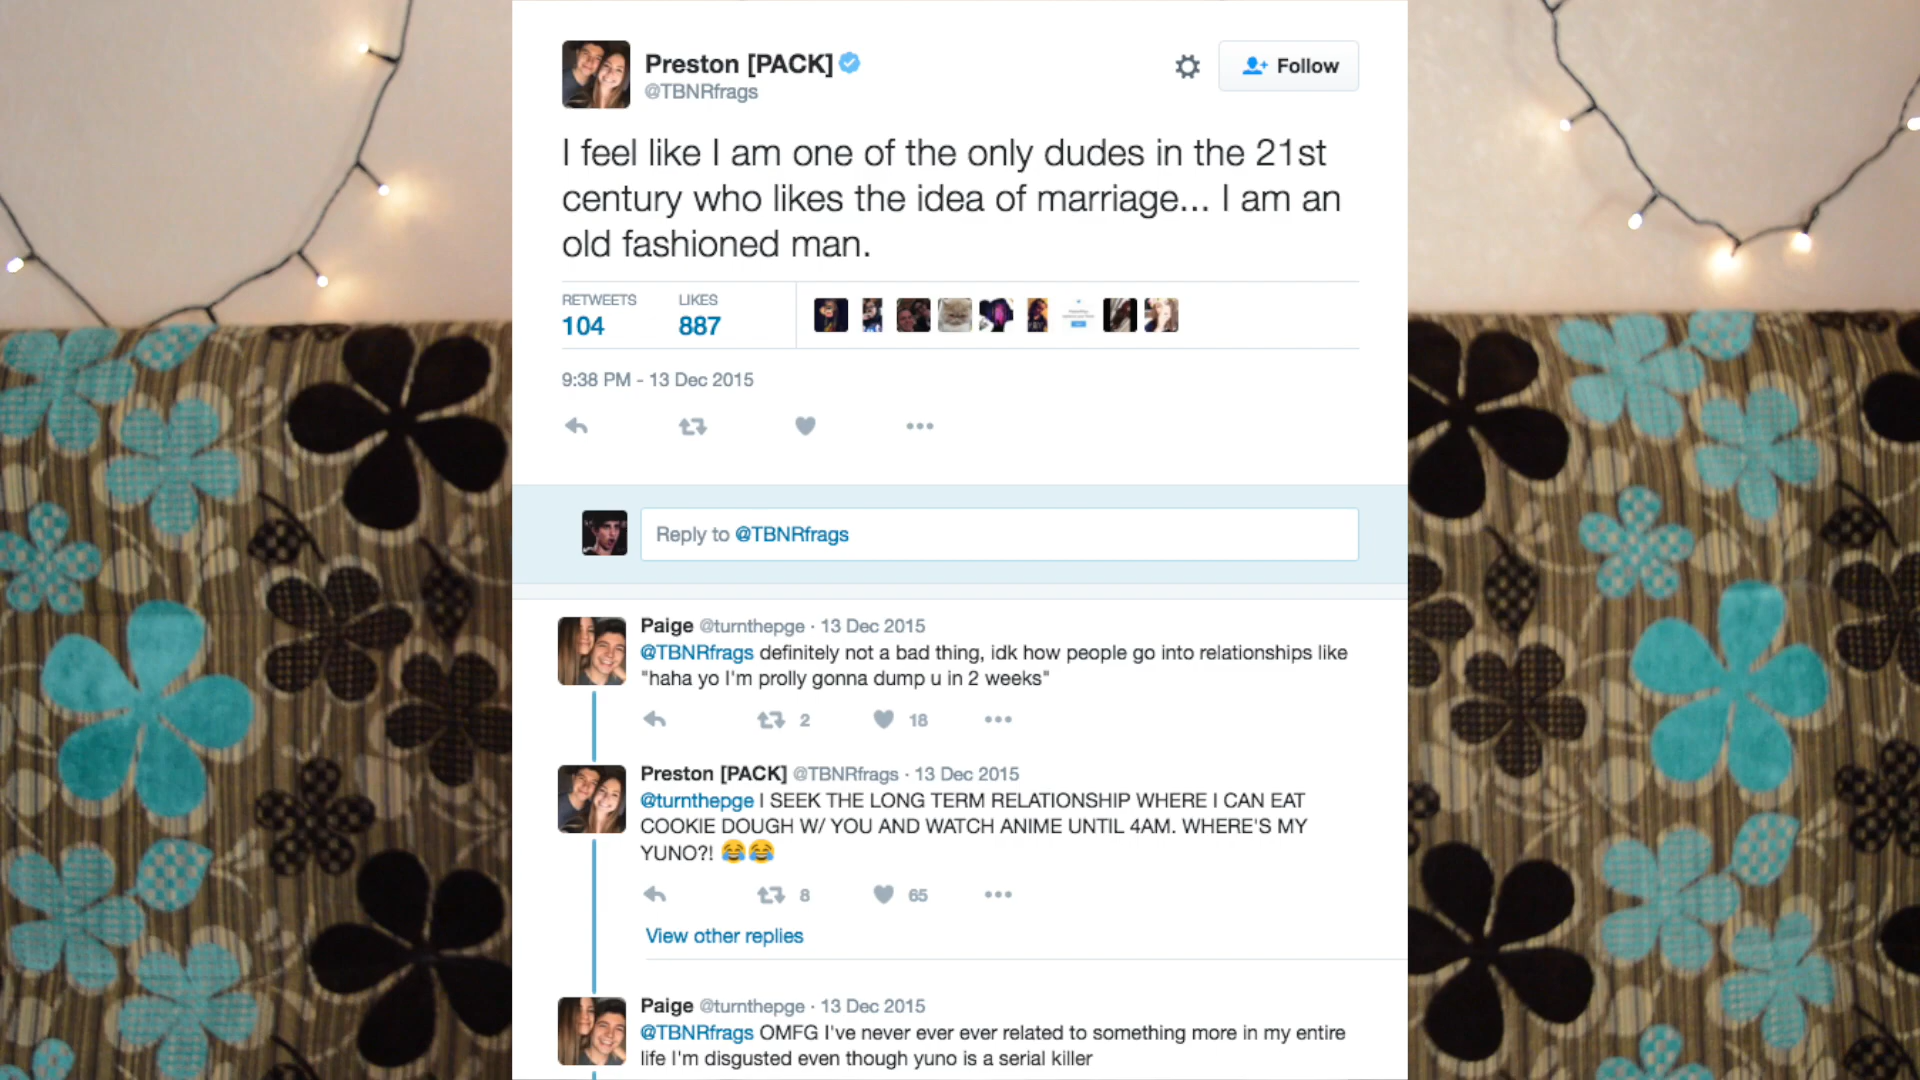 Preston [PACK]
@TBNRfrags
Follow
I feel like I am one of the only dudes in the 21st
century who likes the idea of marriage... I am an
old fashioned man.
RETWEETS LIKES
104 887
9:38 PM - 13 Dec 2015
Reply to @TBNRfrags
Paige @turnthepge · 13 Dec 2015
@TBNRfrags definitely not a bad thing, idk how people go into relationships like
"haha yo I'm prolly gonna dump u in 2 weeks"
2 18
Preston [PACK] @TBNRfrags · 13 Dec 2015
@turnthepge I SEEK THE LONG TERM RELATIONSHIP WHERE I CAN EAT
COOKIE DOUGH W/ YOU AND WATCH ANIME UNTIL 4AM. WHERE'S MY
YUNO?! 😂😂
8 65
View other replies
Paige @turnthepge · 13 Dec 2015
@TBNRfrags OMFG I've never ever ever related to something more in my entire
life I'm disgusted even though yuno is a serial killer